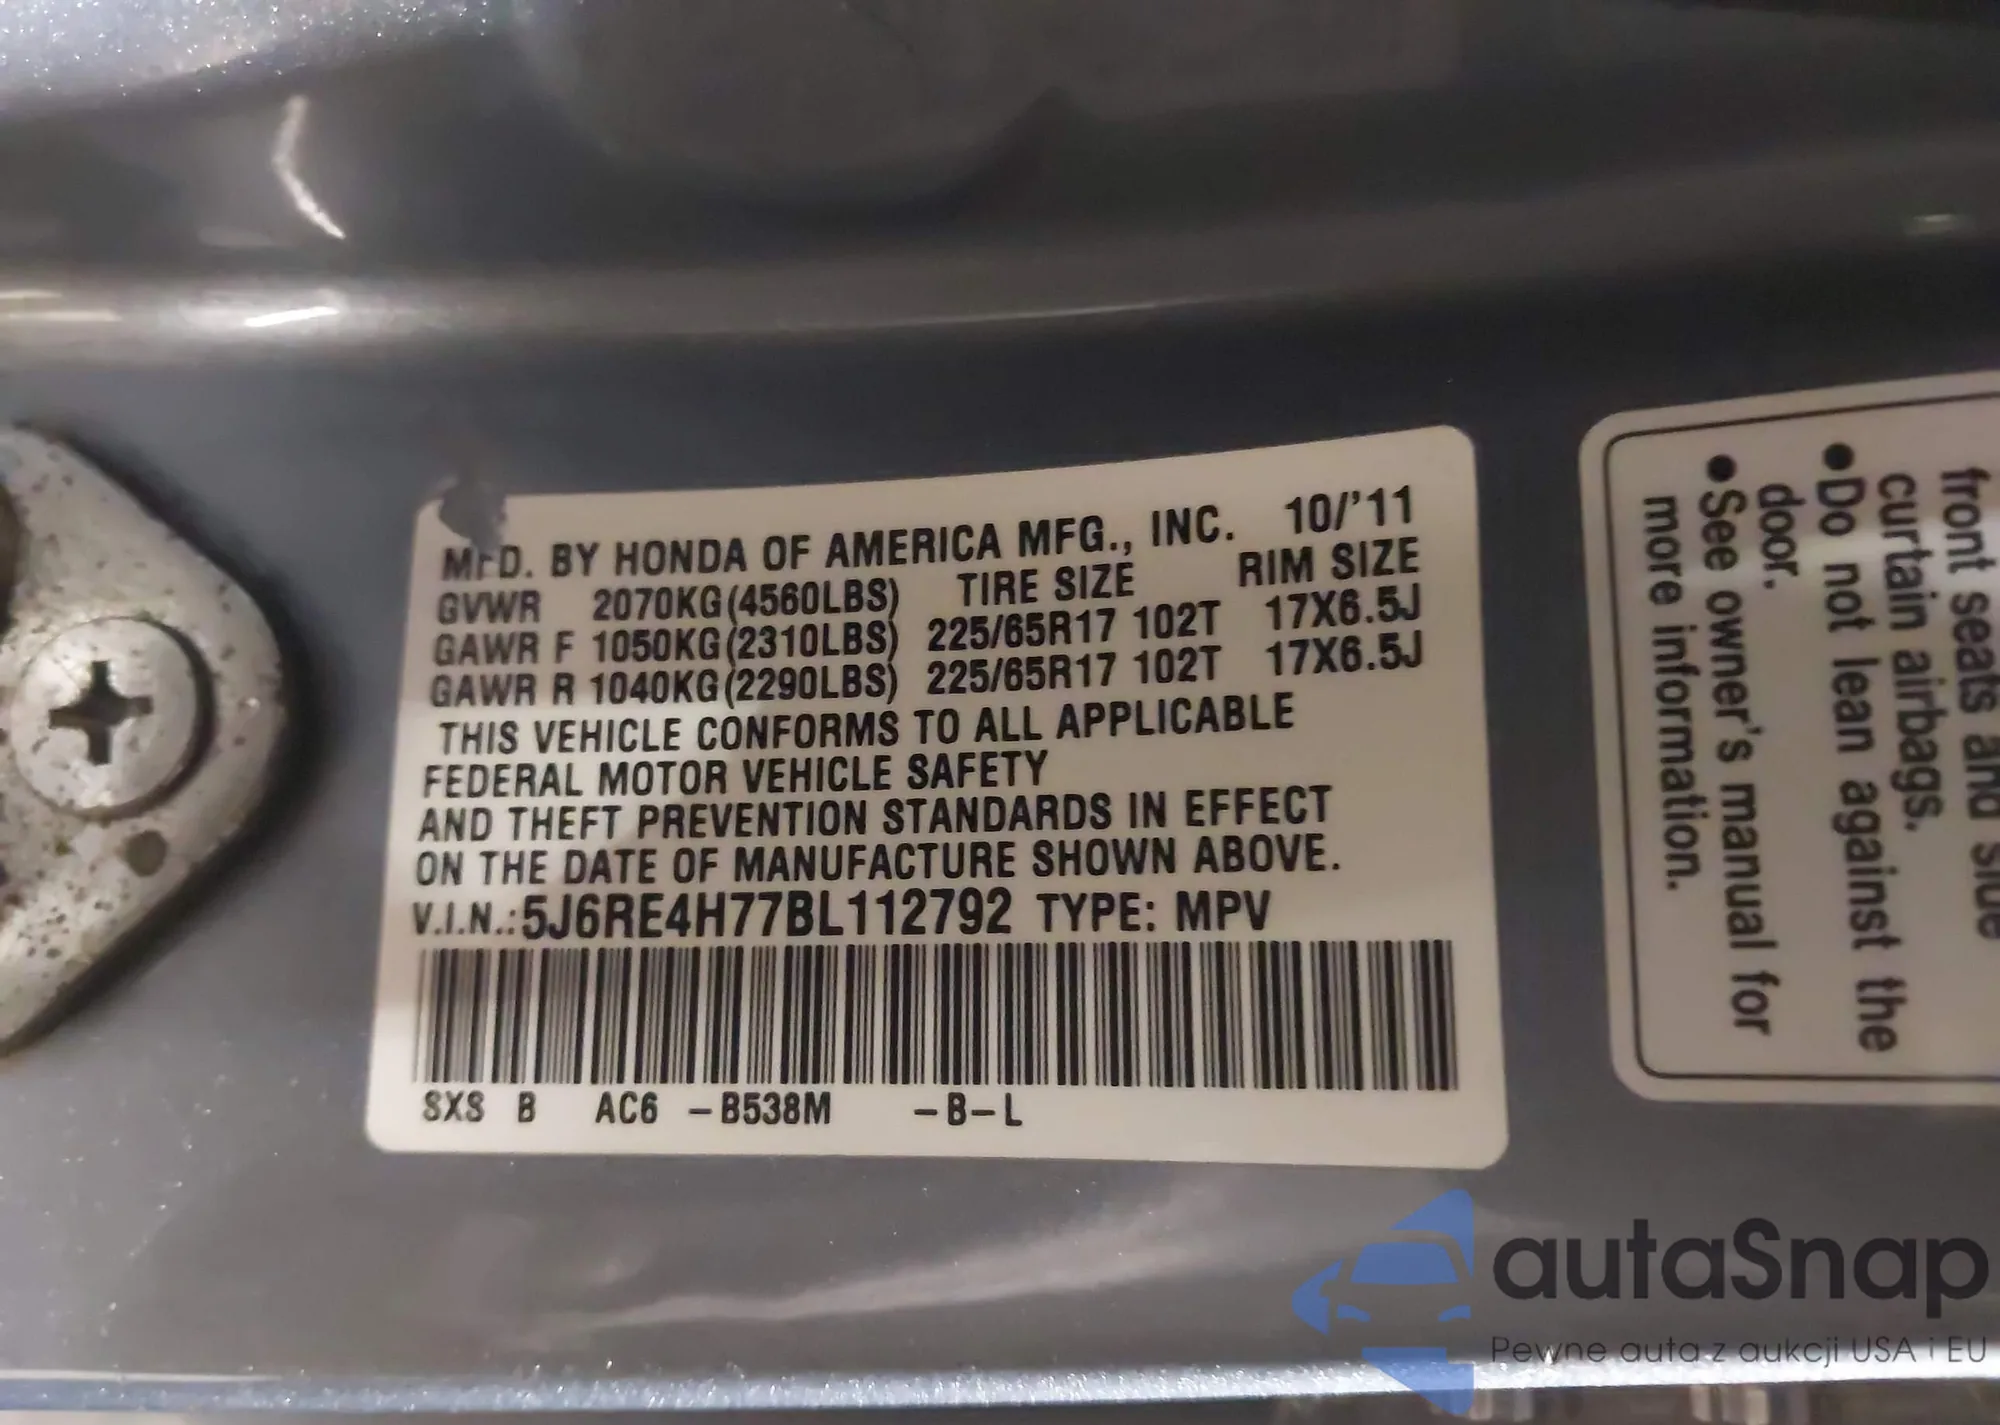 MFD. BY HONDA OF AMERICA MFG., INC. 10/'11
GVWR 2070KG(4560LBS) TIRE SIZE RIM SIZE
GAWR F 1050KG(2310LBS) 225/65R17 102T 17X6.5J
GAWR R 1040KG(2290LBS) 225/65R17 102T 17X6.5J
THIS VEHICLE CONFORMS TO ALL APPLICABLE
FEDERAL MOTOR VEHICLE SAFETY
AND THEFT PREVENTION STANDARDS IN EFFECT
ON THE DATE OF MANUFACTURE SHOWN ABOVE.
V.I.N.:5J6RE4H77BL112792 TYPE: MPV
SXS B AC6 -B538M -B-L
front seats and side
curtain airbags.
●Do not lean against the
door.
●See owner's manual for
more information.
autaSnap
Pewne auta z aukcji USA i EU